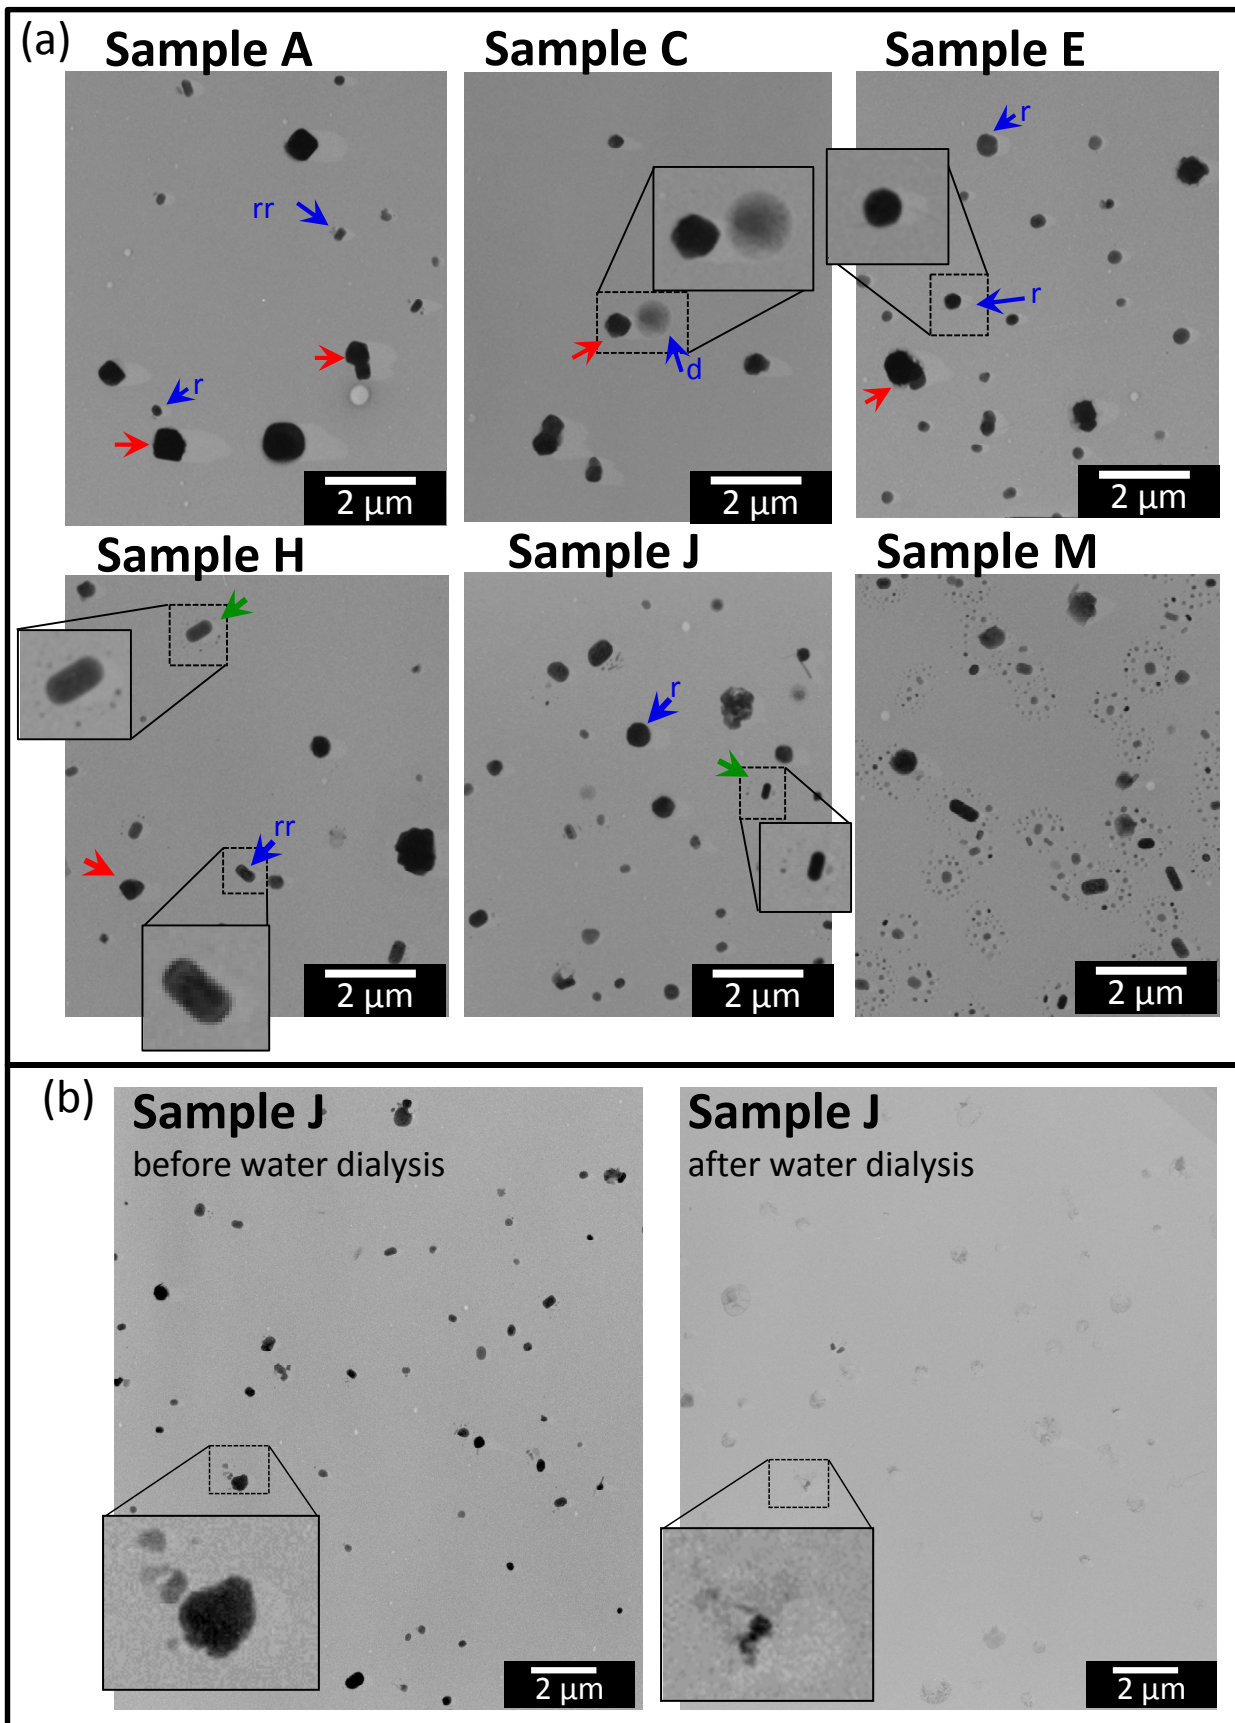 (a)
Sample A
Sample C
Sample E
rr
r
2 µm
d
2 µm
r
r
2 µm
Sample H
Sample J
Sample M
rr
2 µm
r
2 µm
2 µm
(b)
Sample J
before water dialysis
2 µm
Sample J
after water dialysis
2 µm